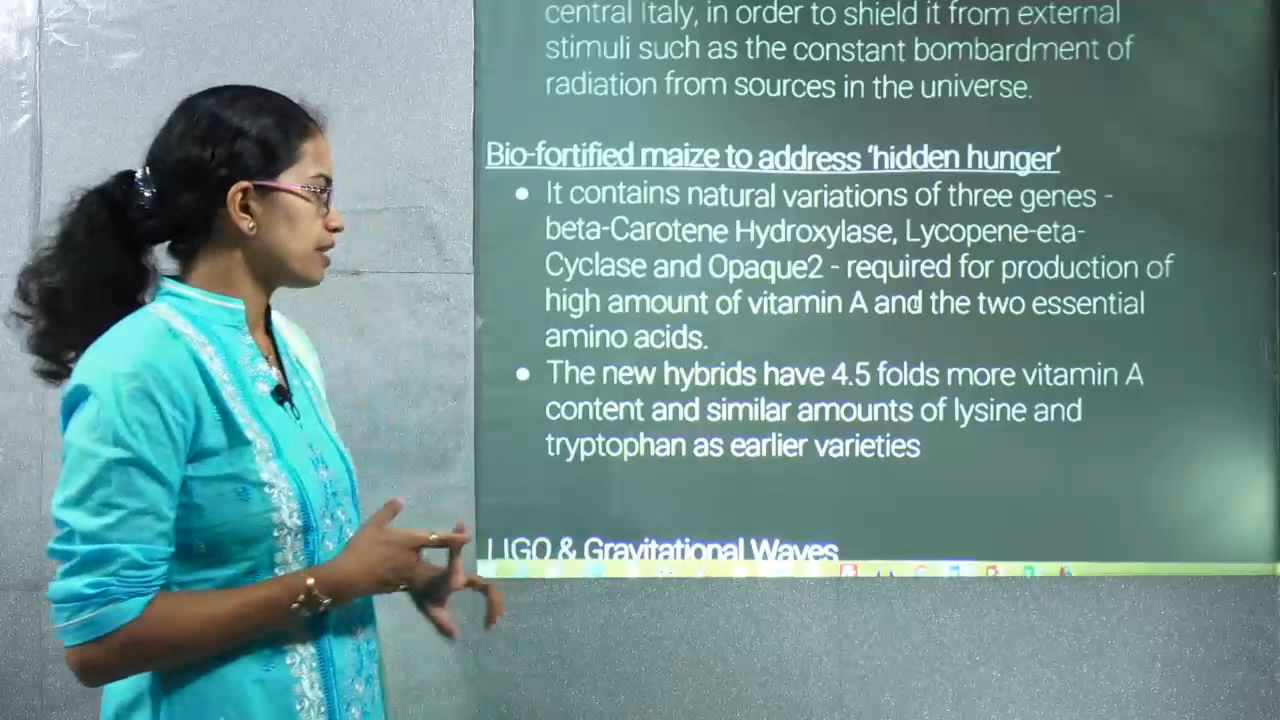 central Italy, in order to shield it from external
stimuli such as the constant bombardment of
radiation from sources in the universe.
Bio-fortified maize to address 'hidden hunger'
● It contains natural variations of three genes -
beta-Carotene Hydroxylase, Lycopene-eta-
Cyclase and Opaque2 - required for production of
high amount of vitamin A and the two essential
amino acids.
● The new hybrids have 4.5 folds more vitamin A
content and similar amounts of lysine and
tryptophan as earlier varieties
LIGO & Gravitational Waves